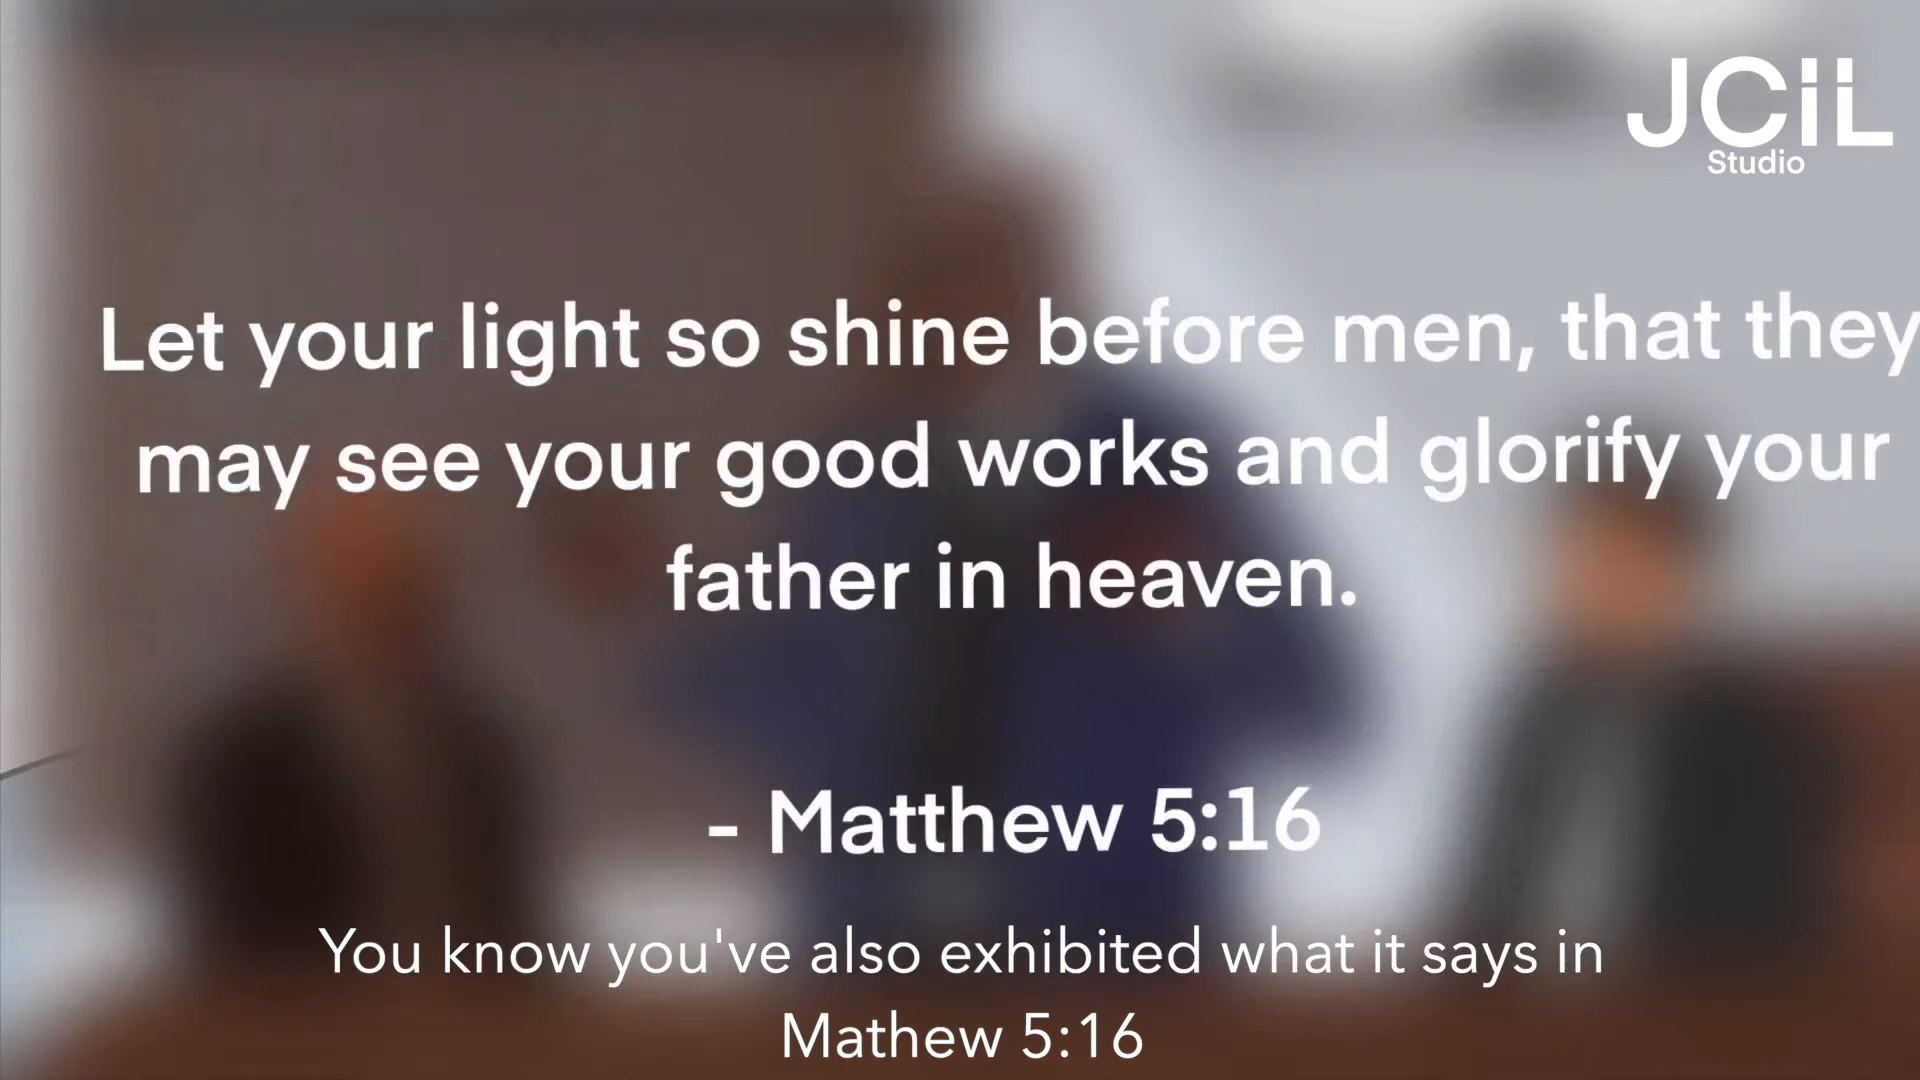 JCiL
Studio
Let your light so shine before men, that they
may see your good works and glorify your
father in heaven.
- Matthew 5:16
You know you've also exhibited what it says in
Mathew 5:16